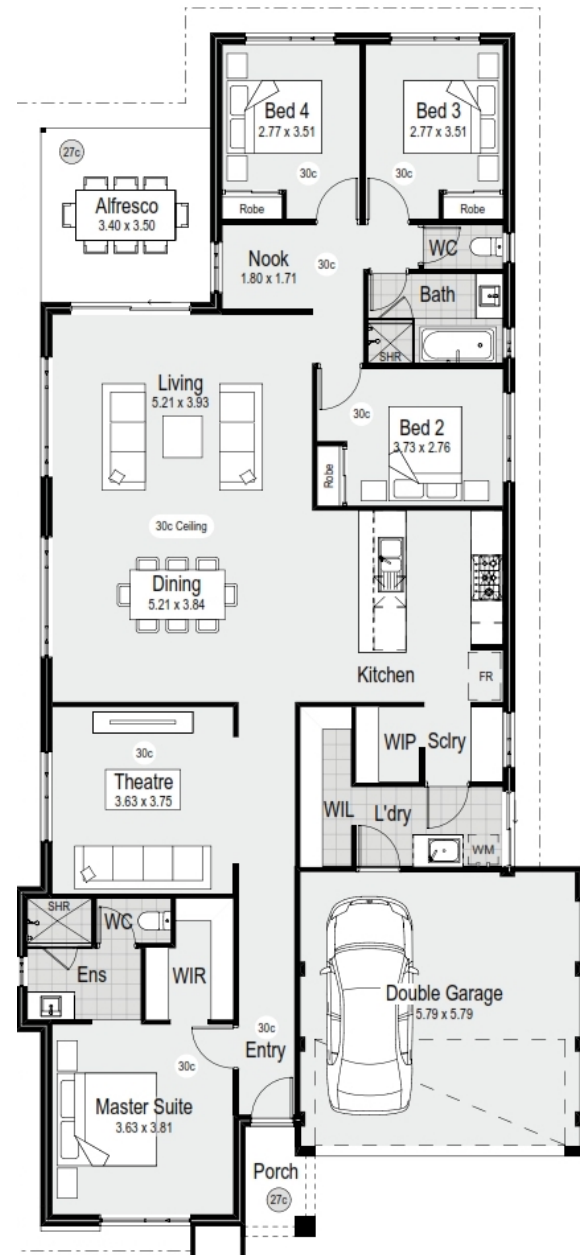 Bed 4
2.77 x 3.51
Bed 3
2.77 x 3.51
27c
30c
30c
Alfresco
3.40 x 3.50
Robe
Robe
Nook
1.80 x 1.71
30c
WC
Bath
SHR
Living
5.21 x 3.93
30c
Bed 2
3.73 x 2.76
Robe
30c Ceiling
Dining
5.21 x 3.84
Kitchen
FR
30c
WIP
Sclry
Theatre
3.63 x 3.75
WIL
L'dry
WM
SHR
WC
Ens
WIR
Double Garage
5.79 x 5.79
30c
Entry
30c
Master Suite
3.63 x 3.81
Porch
27c